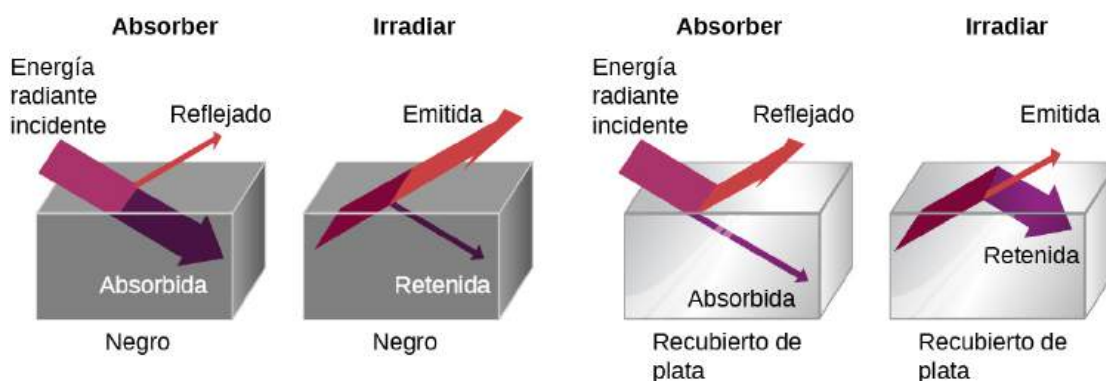 Absorber
Irradiar
Absorber
Irradiar
Energía
radiante
incidente
Reflejado
Emitida
Energía
radiante
incidente
Reflejado
Emitida
Absorbida
Retenida
Absorbida
Retenida
Negro
Negro
Recubierto de
plata
Recubierto de
plata